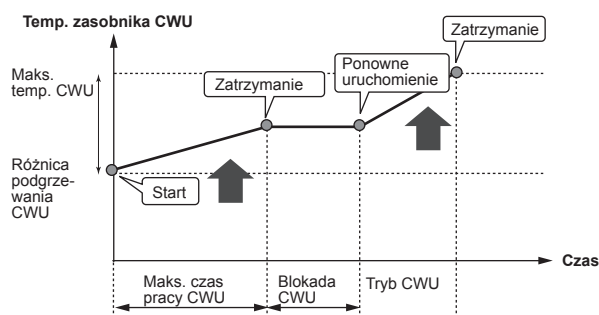 Temp. zasobnika CWU
Zatrzymanie
Ponowne
uruchomienie
Zatrzymanie
Maks.
temp. CWU
Różnica
podgrze-
wania
CWU
Start
Czas
Maks. czas
pracy CWU
Blokada
CWU
Tryb CWU